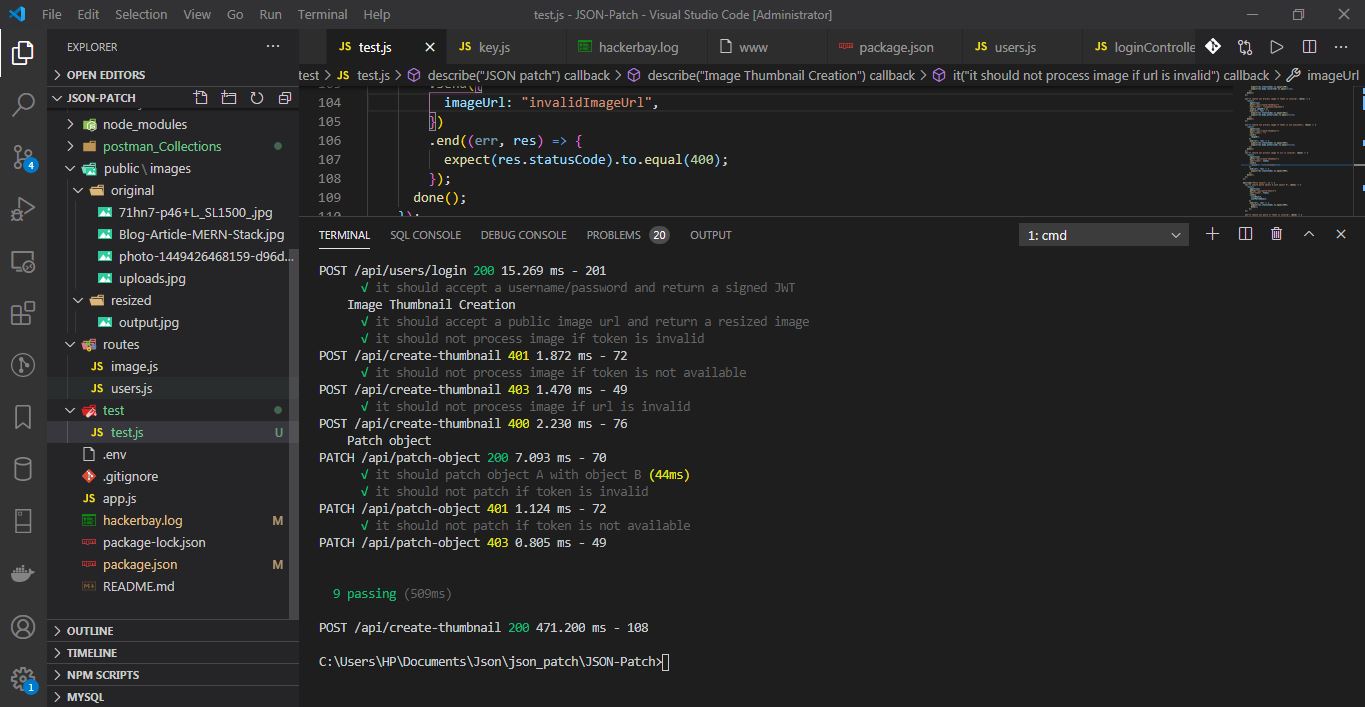 File Edit Selection View Go Run Terminal Help test.js - JSON-Patch - Visual Studio Code [Administrator]
EXPLORER ···
JS test.js JS key.js hackerbay.log www package.json JS users.js JS loginControlle ···
test > JS test.js > describe("JSON patch") callback > describe("Image Thumbnail Creation") callback > it("it should not process image if url is invalid") callback > imageUrl:
OPEN EDITORS
JSON-PATCH
node_modules
postman_Collections
public \ images
original
71hn7-p46+L._SL1500_.jpg
Blog-Article-MERN-Stack.jpg
photo-1449426468159-d96d...
uploads.jpg
resized
output.jpg
routes
JS image.js
JS users.js
test
JS test.js U
.env
.gitignore
JS app.js
hackerbay.log M
package-lock.json
package.json M
README.md
OUTLINE
TIMELINE
NPM SCRIPTS
MYSQL
4
1
103 .send({
104 imageUrl: "invalidImageUrl",
105 })
106 .end((err, res) => {
107 expect(res.statusCode).to.equal(400);
108 });
109 done();
110 });
TERMINAL SQL CONSOLE DEBUG CONSOLE PROBLEMS 20 OUTPUT 1: cmd
POST /api/users/login 200 15.269 ms - 201
√ it should accept a username/password and return a signed JWT
Image Thumbnail Creation
√ it should accept a public image url and return a resized image
√ it should not process image if token is invalid
POST /api/create-thumbnail 401 1.872 ms - 72
√ it should not process image if token is not available
POST /api/create-thumbnail 403 1.470 ms - 49
√ it should not process image if url is invalid
POST /api/create-thumbnail 400 2.230 ms - 76
Patch object
PATCH /api/patch-object 200 7.093 ms - 70
√ it should patch object A with object B (44ms)
√ it should not patch if token is invalid
PATCH /api/patch-object 401 1.124 ms - 72
√ it should not patch if token is not available
PATCH /api/patch-object 403 0.805 ms - 49
9 passing (509ms)
POST /api/create-thumbnail 200 471.200 ms - 108
C:\Users\HP\Documents\Json\json_patch\JSON-Patch>